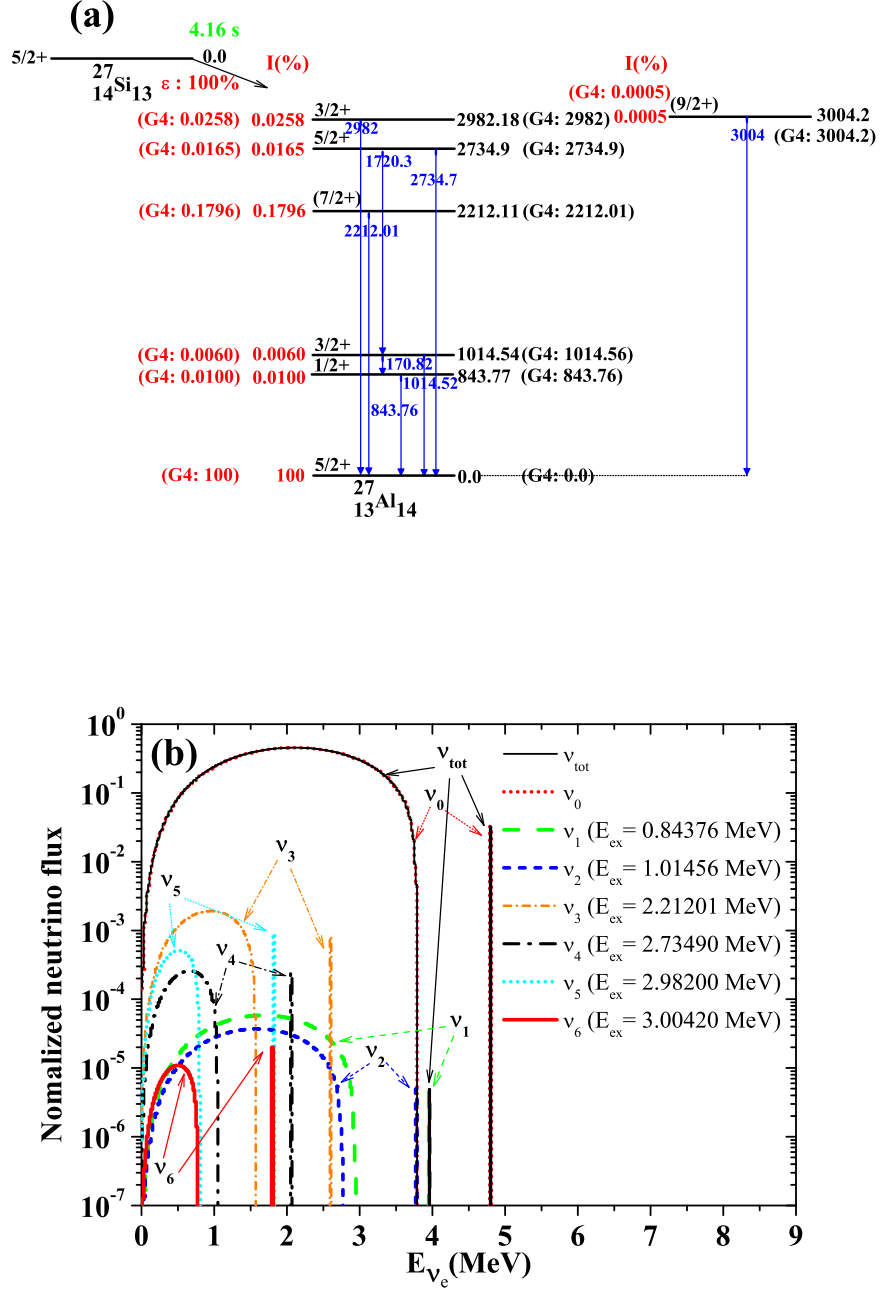 (a)
4.16 s
5/2+ 0.0
27
14Si13
ε : 100%
I(%)
I(%)
(G4: 0.0005)
(G4: 0.0258) 0.0258 3/2+ 2982.18 (G4: 2982)
0.0005 (9/2+) 3004.2
2982
3004 (G4: 3004.2)
(G4: 0.0165) 0.0165 5/2+ 2734.9 (G4: 2734.9)
1720.3
2734.7
(G4: 0.1796) 0.1796 (7/2+) 2212.11 (G4: 2212.01)
2212.01
(G4: 0.0060) 0.0060 3/2+ 1014.54 (G4: 1014.56)
170.82
(G4: 0.0100) 0.0100 1/2+ 843.77 (G4: 843.76)
1014.52
843.76
(G4: 100) 100 5/2+ 0.0 (G4: 0.0)
27
13Al14
(b)
Nomalized neutrino flux
10^0
10^-1
10^-2
10^-3
10^-4
10^-5
10^-6
10^-7
ν_tot
ν_0
ν_3
ν_5
ν_4
ν_1
ν_2
ν_6
ν_tot
ν_0
ν_1 (E_ex= 0.84376 MeV)
ν_2 (E_ex= 1.01456 MeV)
ν_3 (E_ex= 2.21201 MeV)
ν_4 (E_ex= 2.73490 MeV)
ν_5 (E_ex= 2.98200 MeV)
ν_6 (E_ex= 3.00420 MeV)
0 1 2 3 4 5 6 7 8 9
E_ν_e (MeV)